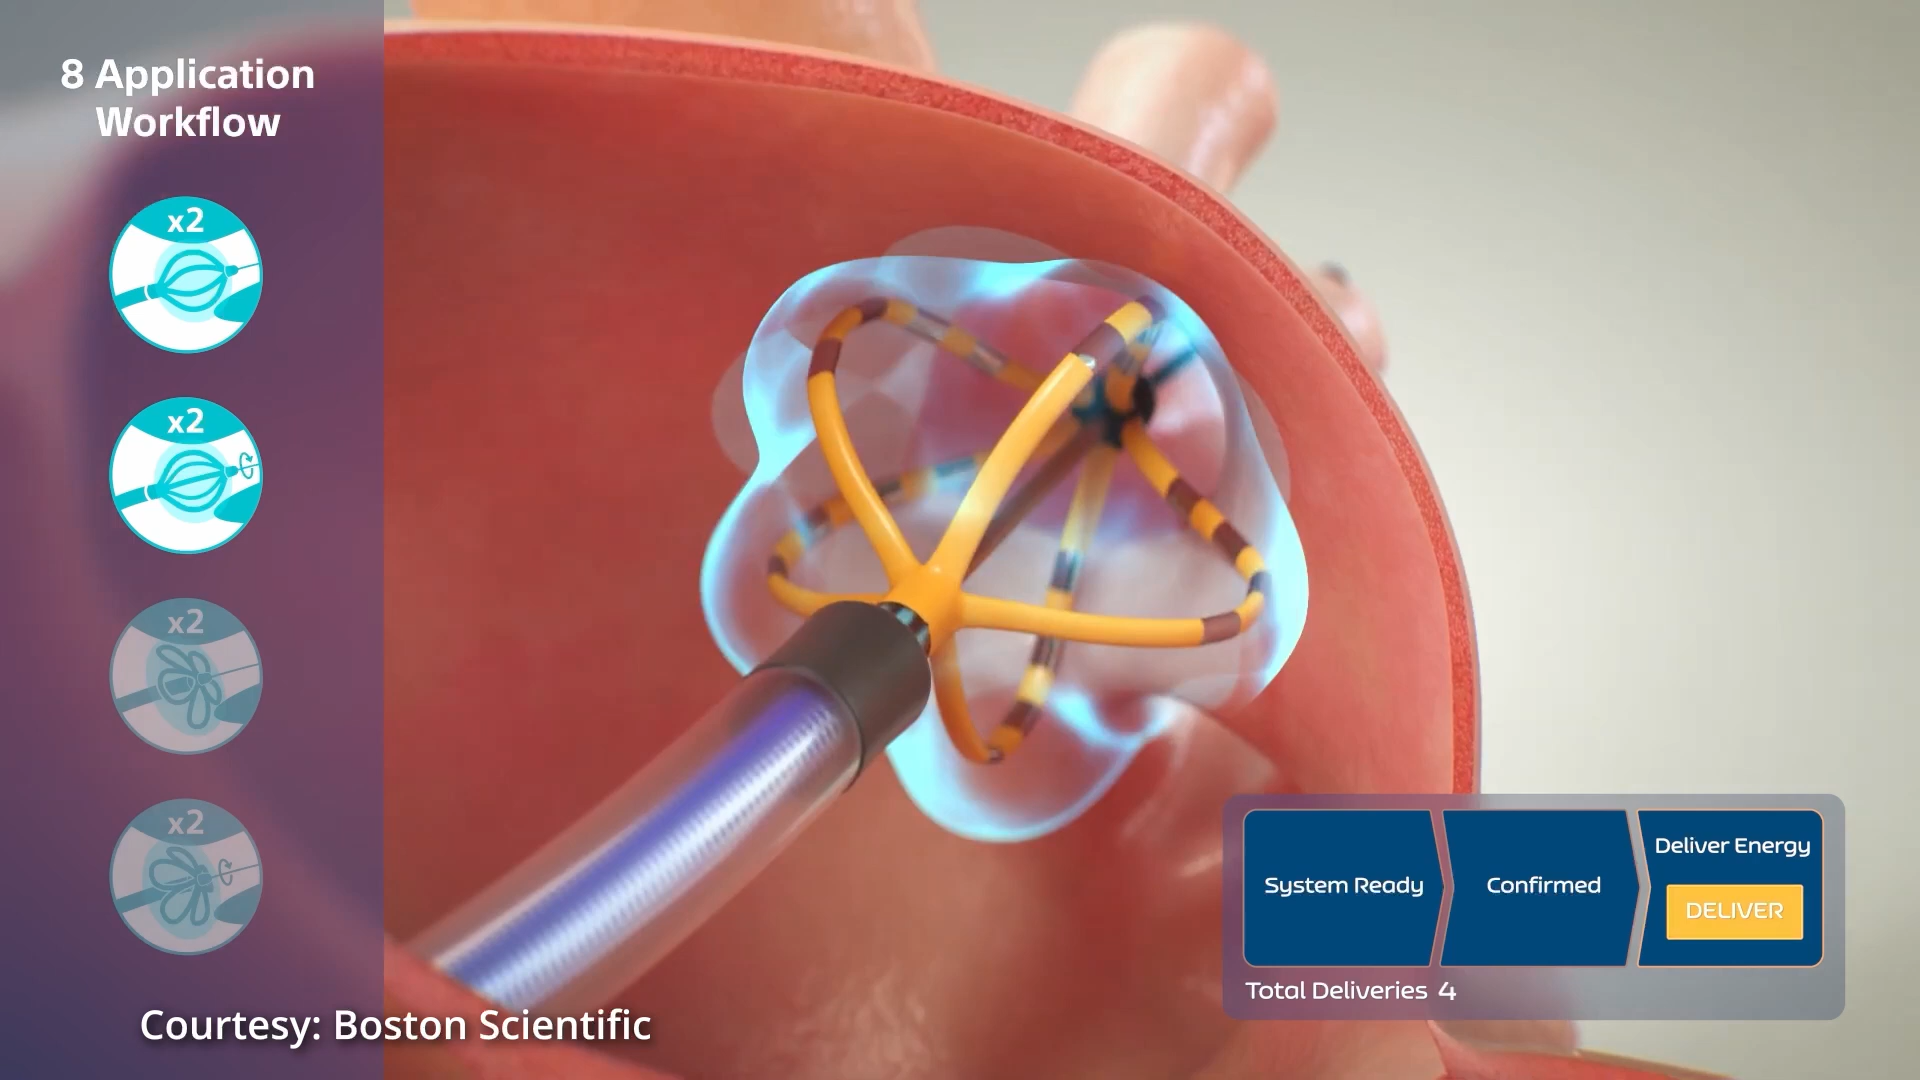 8 Application
Workflow
x2
x2
x2
x2
Courtesy: Boston Scientific
System Ready
Confirmed
Deliver Energy
DELIVER
Total Deliveries 4